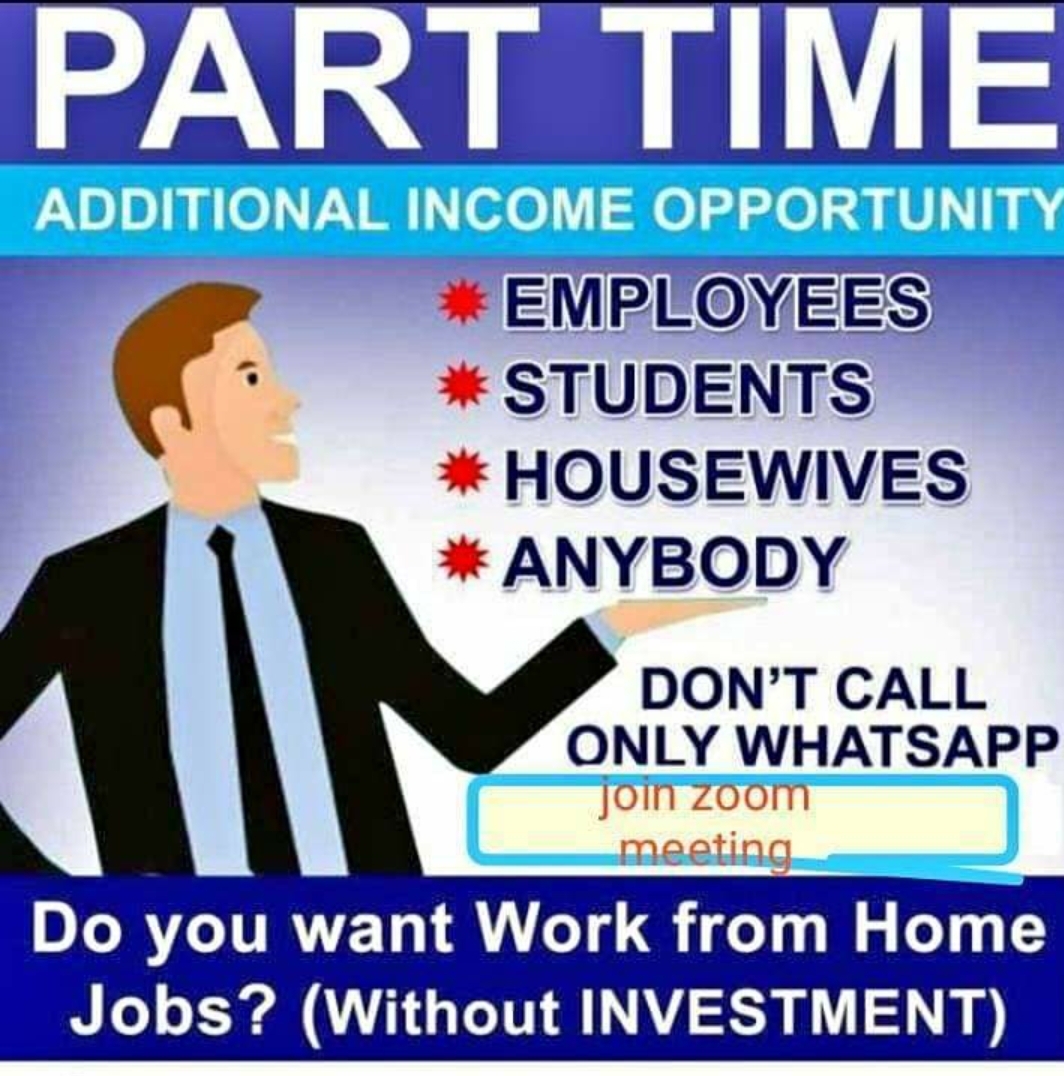 PART TIME
ADDITIONAL INCOME OPPORTUNITY
EMPLOYEES
STUDENTS
HOUSEWIVES
ANYBODY
DON'T CALL
ONLY WHATSAPP
join zoom
meeting
Do you want Work from Home
Jobs? (Without INVESTMENT)